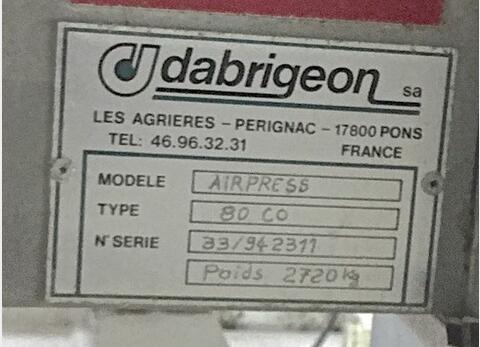 dabrigeon sa
LES AGRIERES - PERIGNAC - 17800 PONS
TEL: 46.96.32.31 FRANCE
MODELE AIRPRESS
TYPE 80 CO
N° SERIE 33/942311
Poids 2720 kg